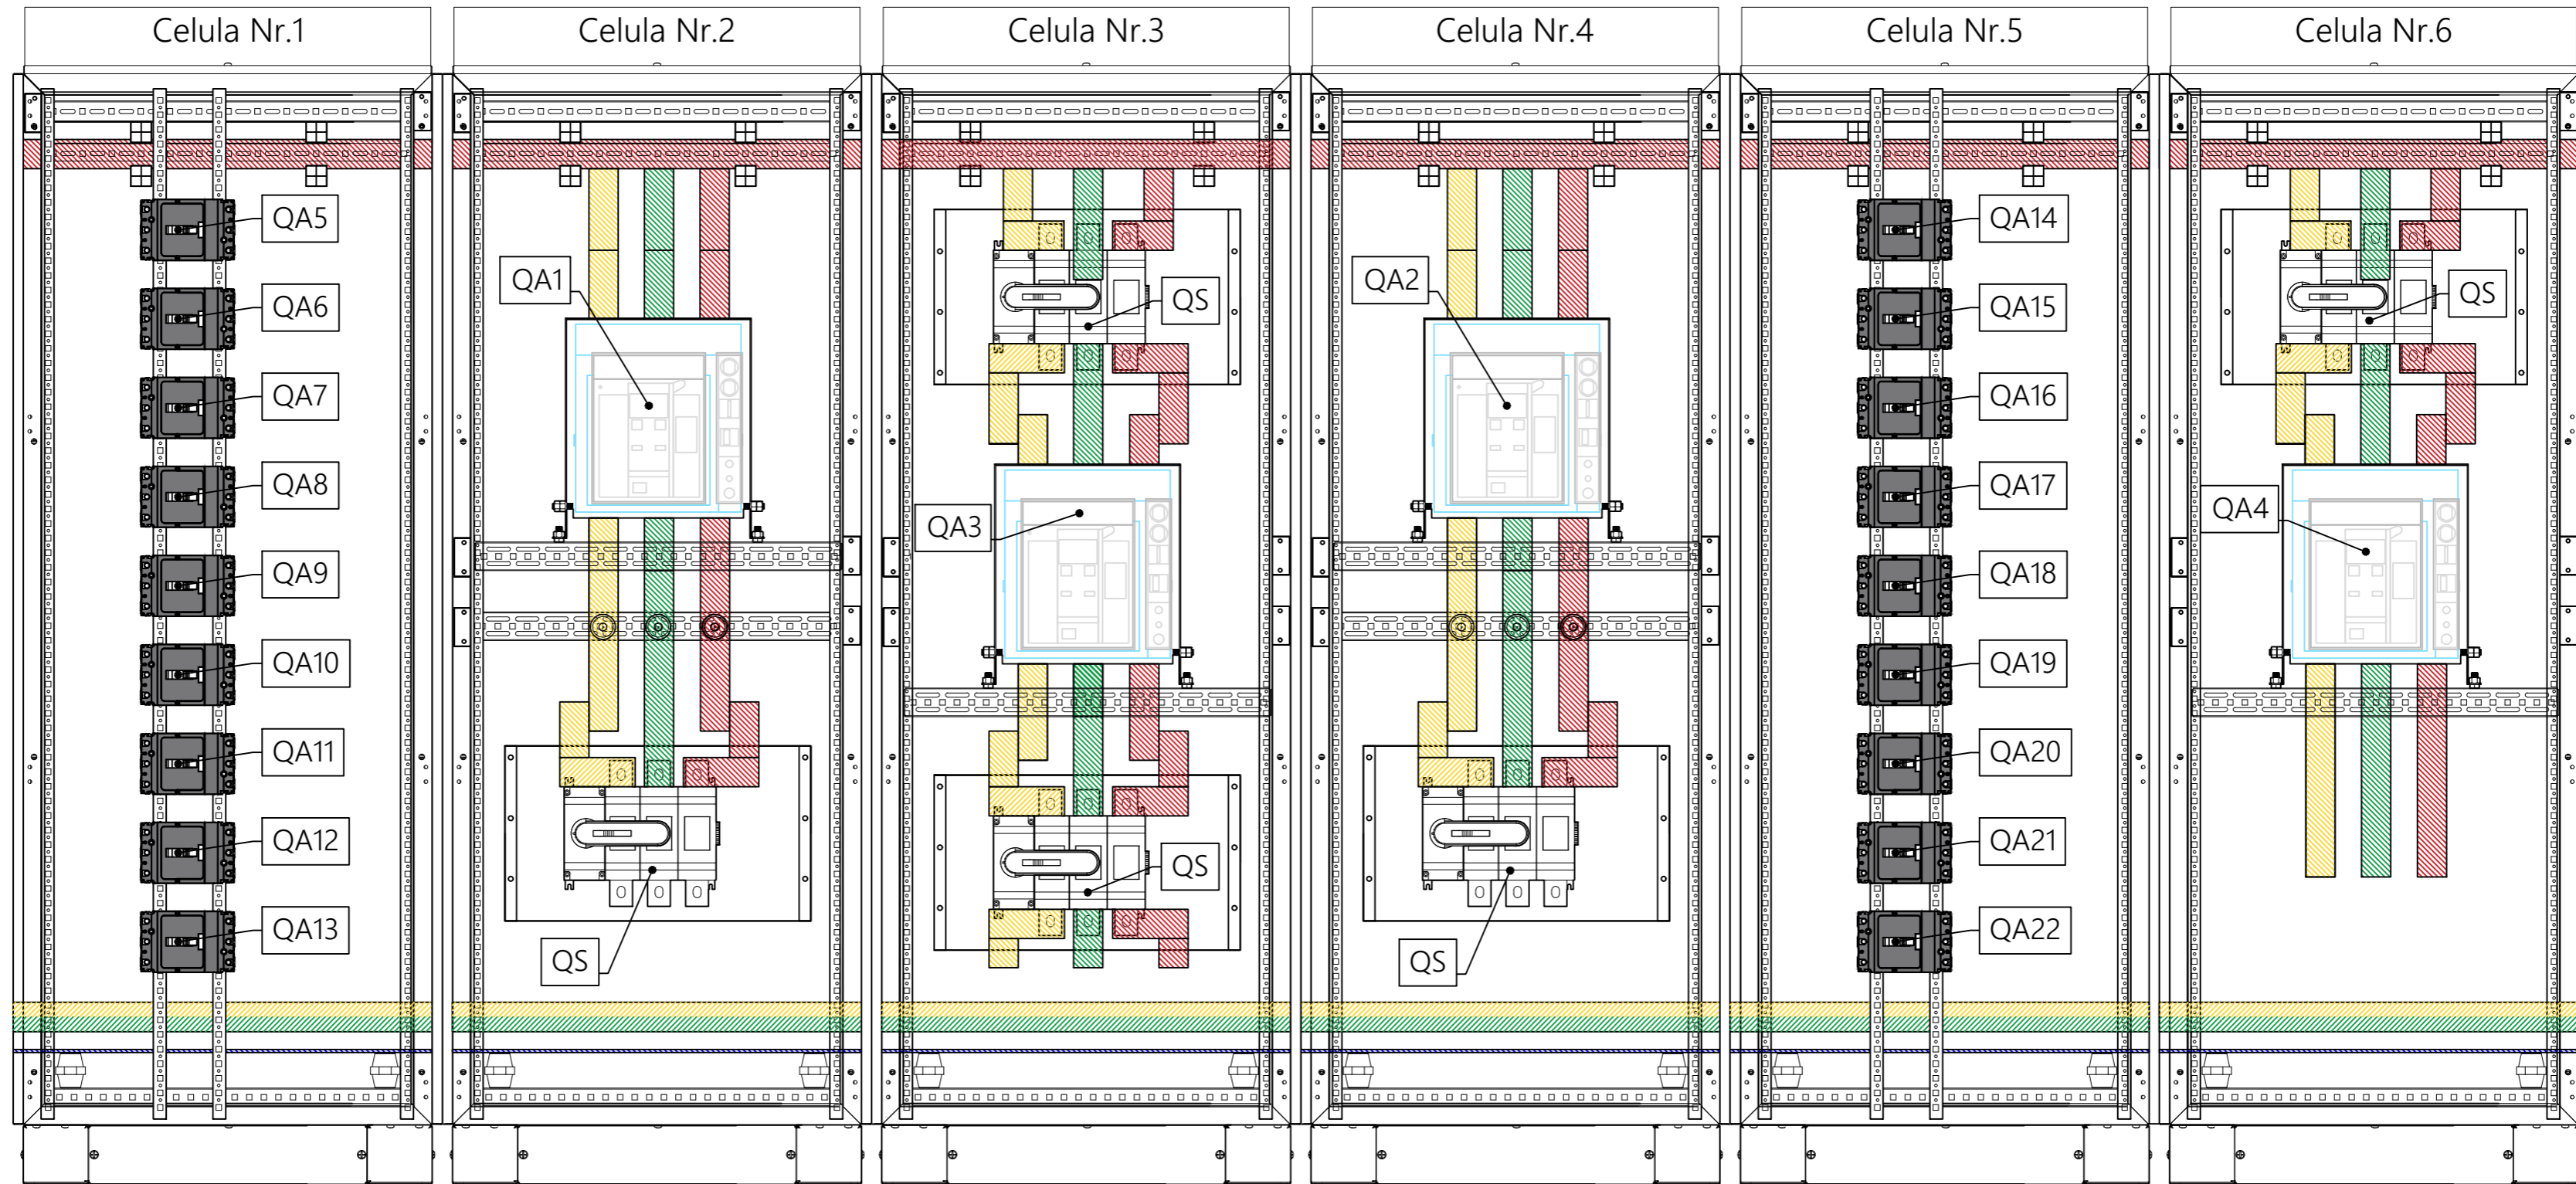 Celula Nr.1
Celula Nr.2
Celula Nr.3
Celula Nr.4
Celula Nr.5
Celula Nr.6
QA5
QA6
QA7
QA8
QA9
QA10
QA11
QA12
QA13
QA1
QS
QS
QA3
QS
QA2
QS
QA14
QA15
QA16
QA17
QA18
QA19
QA20
QA21
QA22
QS
QA4